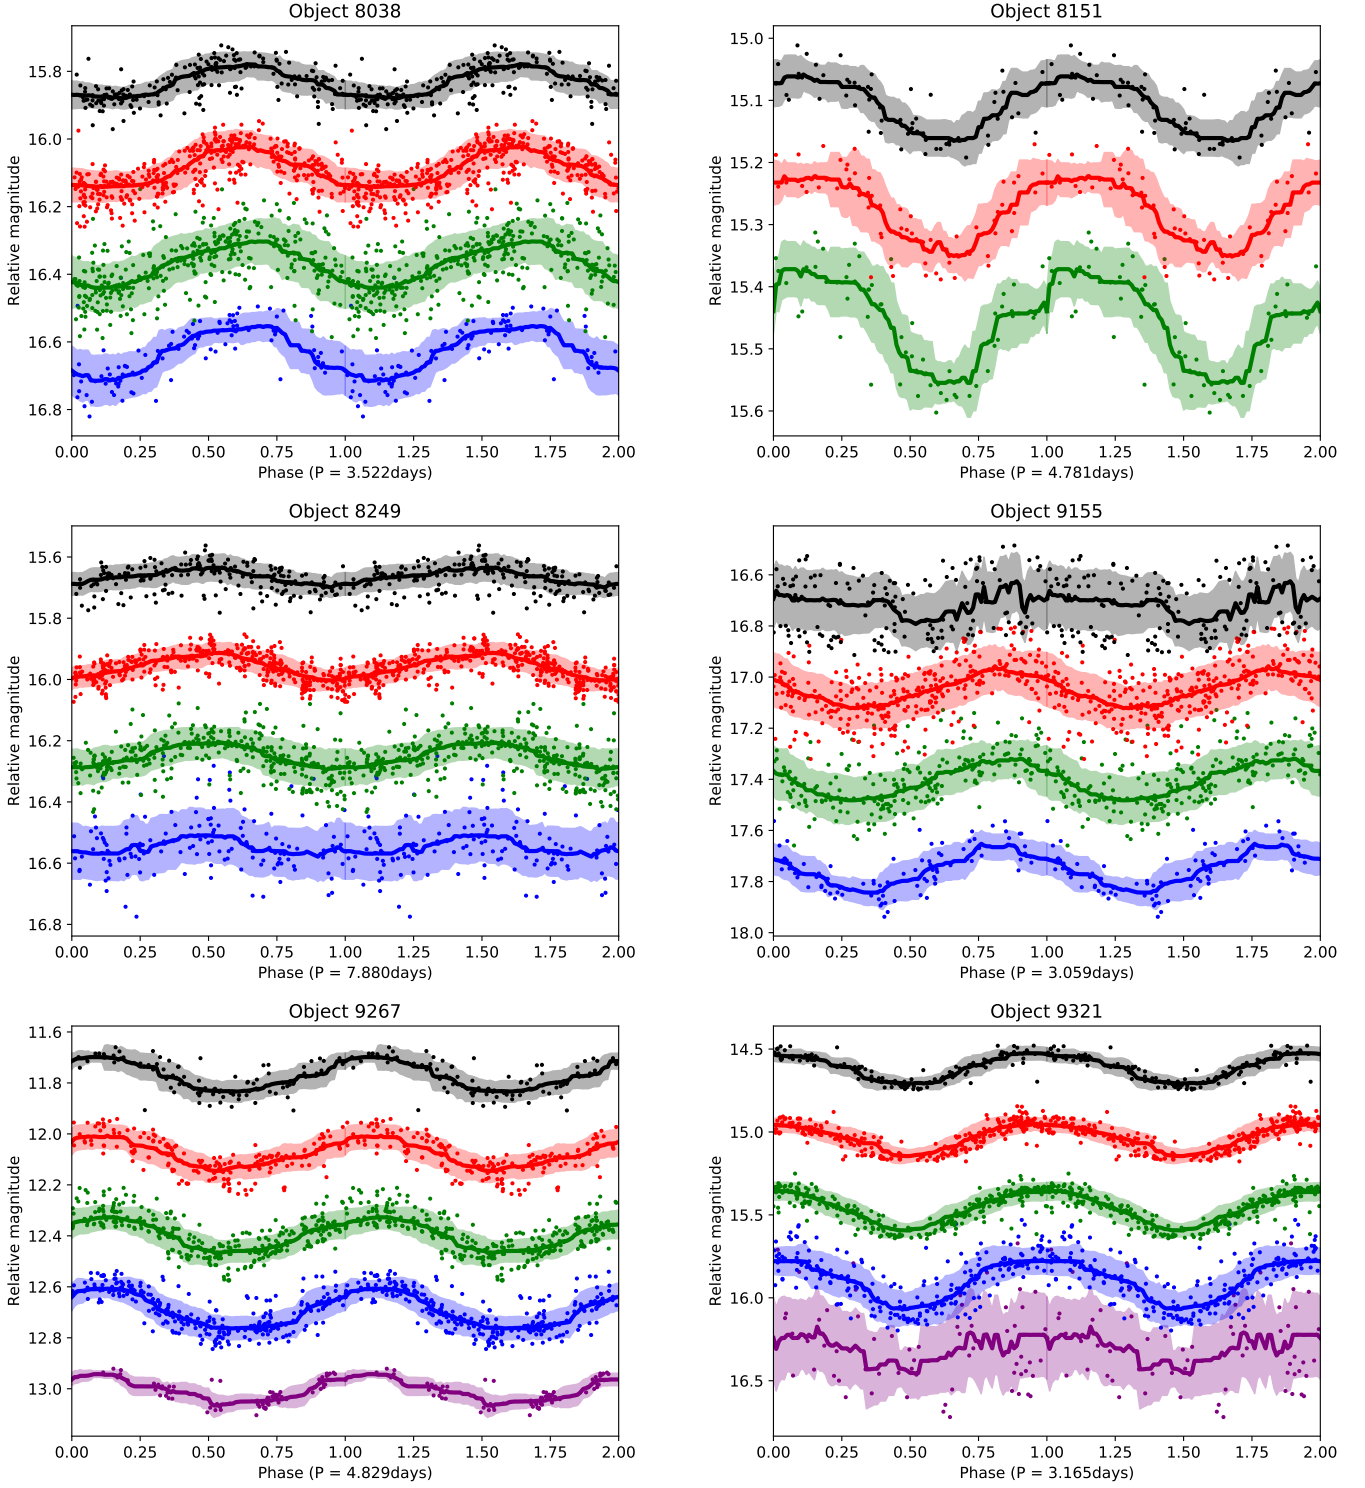 Object 8038
Relative magnitude
15.8
16.0
16.2
16.4
16.6
16.8
0.00 0.25 0.50 0.75 1.00 1.25 1.50 1.75 2.00
Phase (P = 3.522days)
Object 8151
Relative magnitude
15.0
15.1
15.2
15.3
15.4
15.5
15.6
0.00 0.25 0.50 0.75 1.00 1.25 1.50 1.75 2.00
Phase (P = 4.781days)
Object 8249
Relative magnitude
15.6
15.8
16.0
16.2
16.4
16.6
16.8
0.00 0.25 0.50 0.75 1.00 1.25 1.50 1.75 2.00
Phase (P = 7.880days)
Object 9155
Relative magnitude
16.6
16.8
17.0
17.2
17.4
17.6
17.8
18.0
0.00 0.25 0.50 0.75 1.00 1.25 1.50 1.75 2.00
Phase (P = 3.059days)
Object 9267
Relative magnitude
11.6
11.8
12.0
12.2
12.4
12.6
12.8
13.0
0.00 0.25 0.50 0.75 1.00 1.25 1.50 1.75 2.00
Phase (P = 4.829days)
Object 9321
Relative magnitude
14.5
15.0
15.5
16.0
16.5
0.00 0.25 0.50 0.75 1.00 1.25 1.50 1.75 2.00
Phase (P = 3.165days)